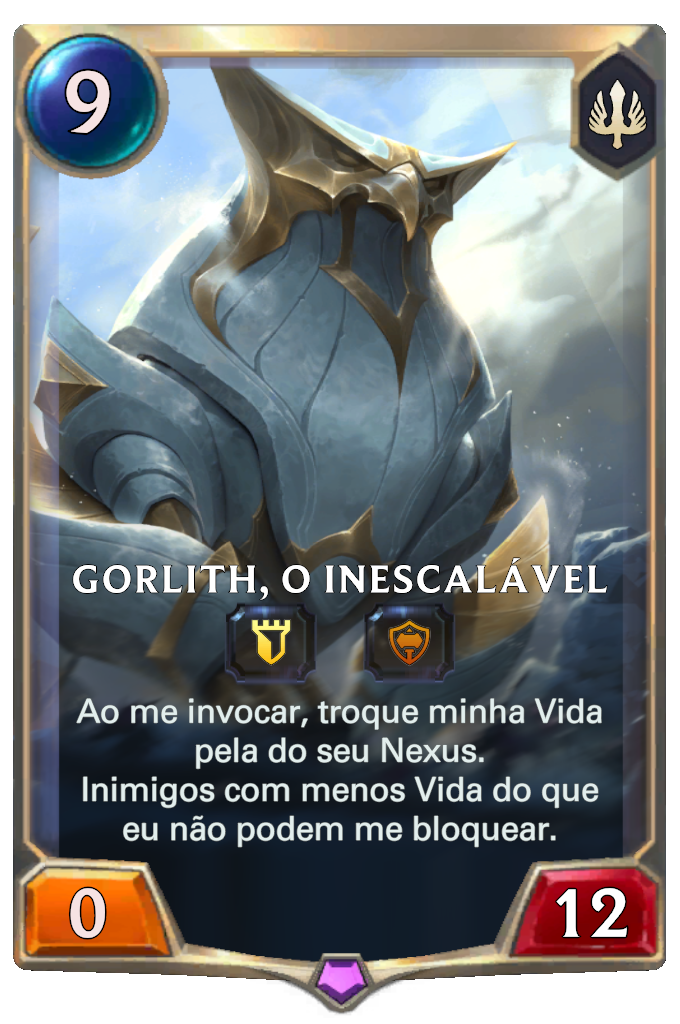 9
GORLITH, O INESCALÁVEL
Ao me invocar, troque minha Vida
pela do seu Nexus.
Inimigos com menos Vida do que
eu não podem me bloquear.
0
12